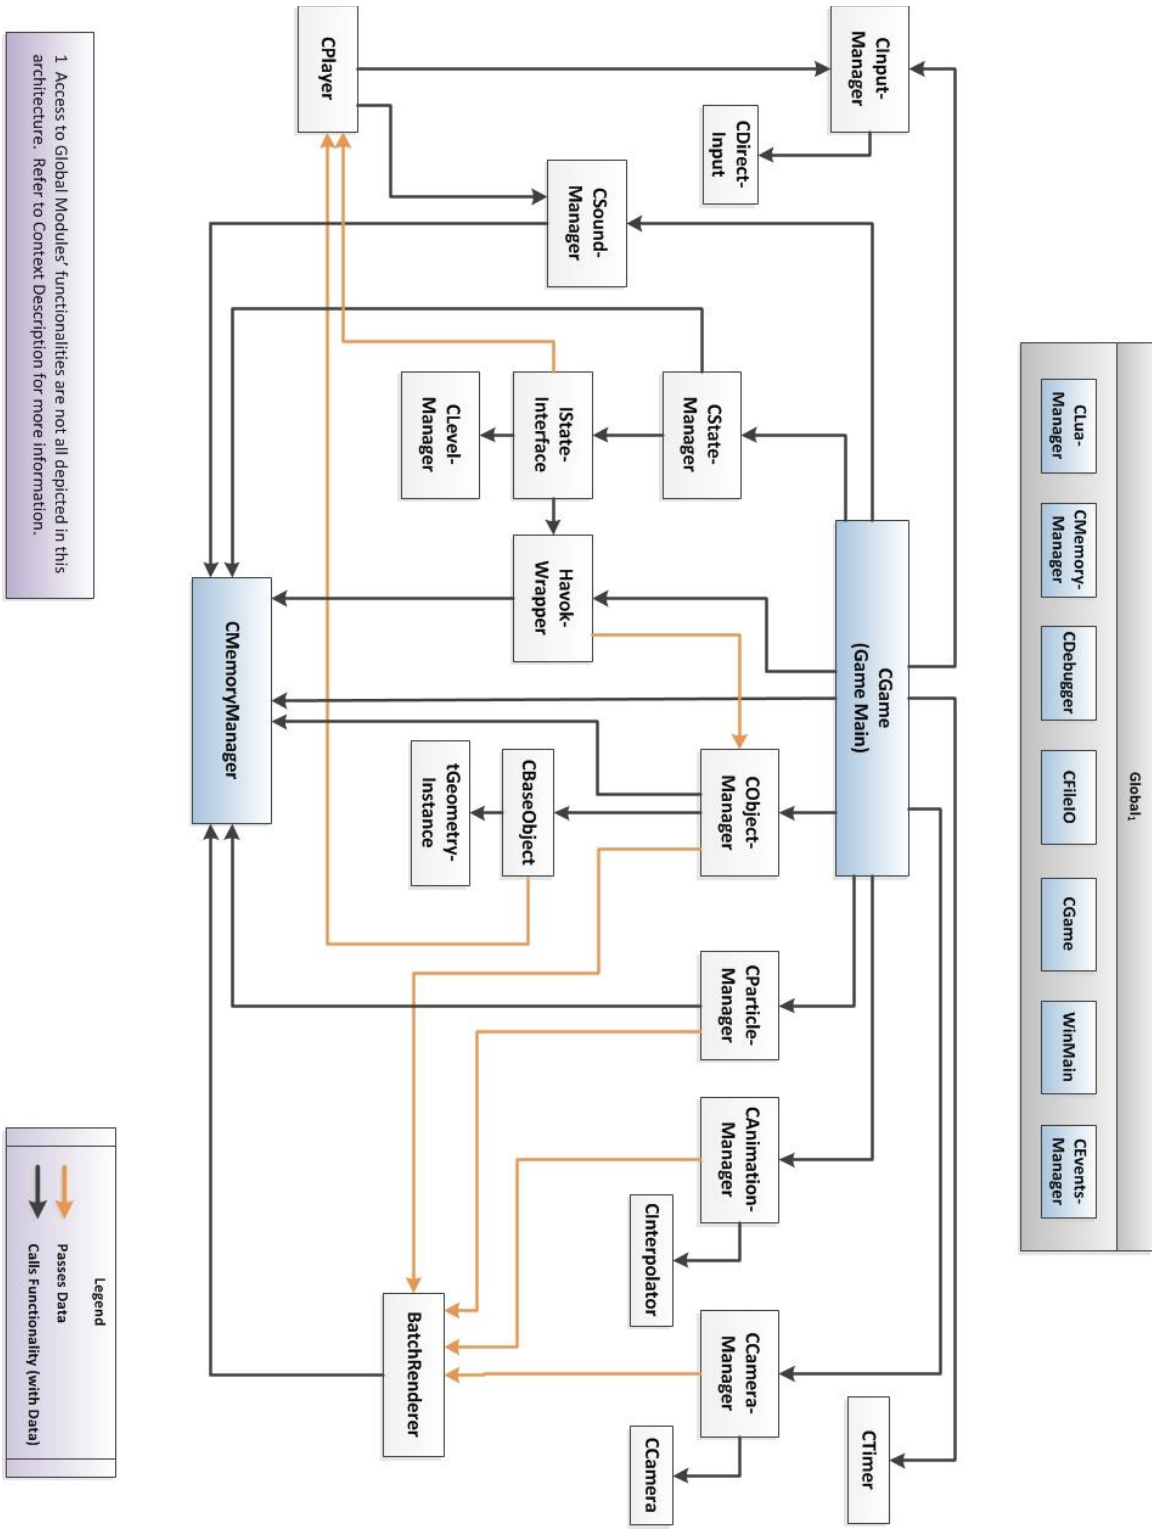 Global1
CLua-
Manager
CMemory-
Manager
CDebugger
CFileIO
CGame
WinMain
CEvents-
Manager
CInput-
Manager
CDirect-
Input
CGame
(Game Main)
CTimer
CPlayer
CSound-
Manager
CState-
Manager
IState-
Interface
CLevel-
Manager
Havok-
Wrapper
CObject-
Manager
CBaseObject
tGeometry-
Instance
CParticle-
Manager
CAnimation-
Manager
CInterpolator
CCamera-
Manager
CCamera
BatchRenderer
CMemoryManager
1 Access to Global Modules’ functionalities are not all depicted in this
architecture. Refer to Context Description for more information.
Legend
Passes Data
Calls Functionality (with Data)